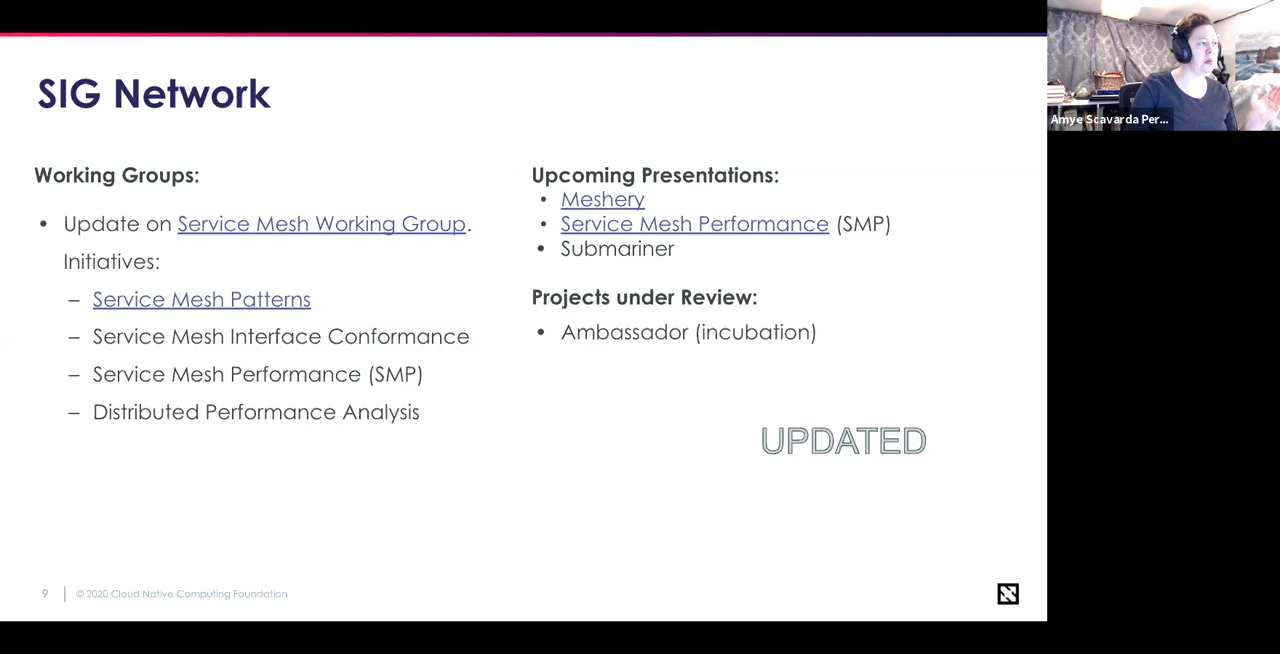 SIG Network
Working Groups:
• Update on Service Mesh Working Group.
Initiatives:
– Service Mesh Patterns
– Service Mesh Interface Conformance
– Service Mesh Performance (SMP)
– Distributed Performance Analysis
Upcoming Presentations:
• Meshery
• Service Mesh Performance (SMP)
• Submariner
Projects under Review:
• Ambassador (incubation)
UPDATED
9 | © 2020 Cloud Native Computing Foundation
Amye Scavarda Per...